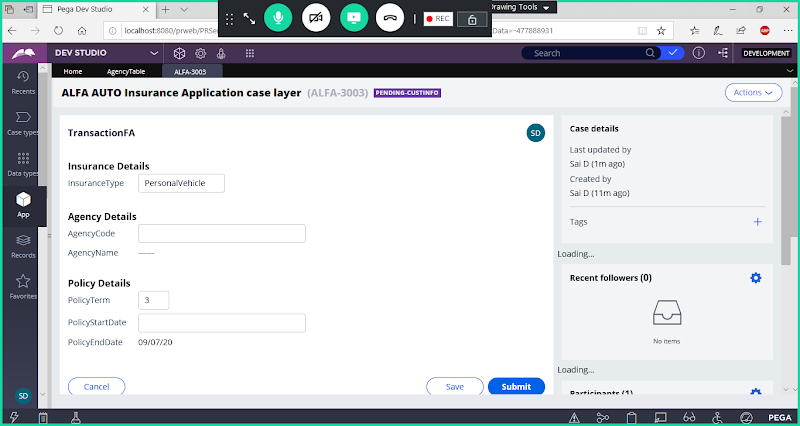 Pega Dev Studio
Drawing Tools
localhost:8080/prweb/PRSer
Data=-477888931
REC
ABP
DEV STUDIO
Search
DEVELOPMENT
Home
AgencyTable
ALFA-3003
Recents
Case types
Data types
App
Records
Favorites
SD
ALFA AUTO Insurance Application case layer (ALFA-3003) PENDING-CUSTINFO
Actions
TransactionFA
SD
Insurance Details
InsuranceType PersonalVehicle
Agency Details
AgencyCode
AgencyName
Policy Details
PolicyTerm 3
PolicyStartDate
PolicyEndDate 09/07/20
Cancel
Save
Submit
Case details
Last updated by
Sai D (1m ago)
Created by
Sai D (11m ago)
Tags
Loading...
Recent followers (0)
No items
Loading...
Participants (1)
PEGA